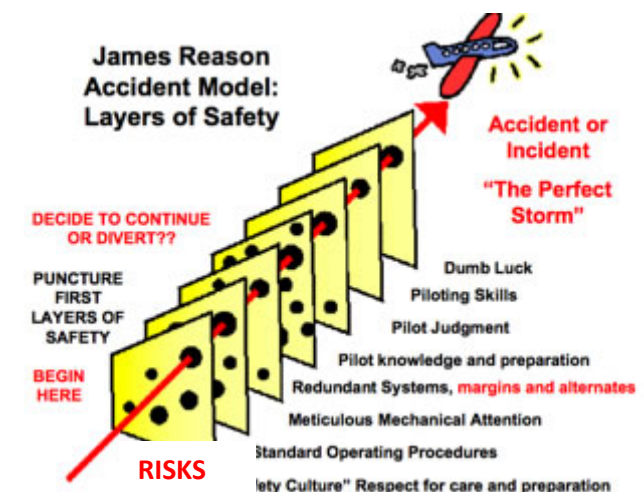 James Reason
Accident Model:
Layers of Safety
Accident or
Incident
"The Perfect
Storm"
DECIDE TO CONTINUE
OR DIVERT??
PUNCTURE
FIRST
LAYERS OF
SAFETY
BEGIN
HERE
Dumb Luck
Piloting Skills
Pilot Judgment
Pilot knowledge and preparation
Redundant Systems, margins and alternates
Meticulous Mechanical Attention
Standard Operating Procedures
Culture" Respect for care and preparation
RISKS